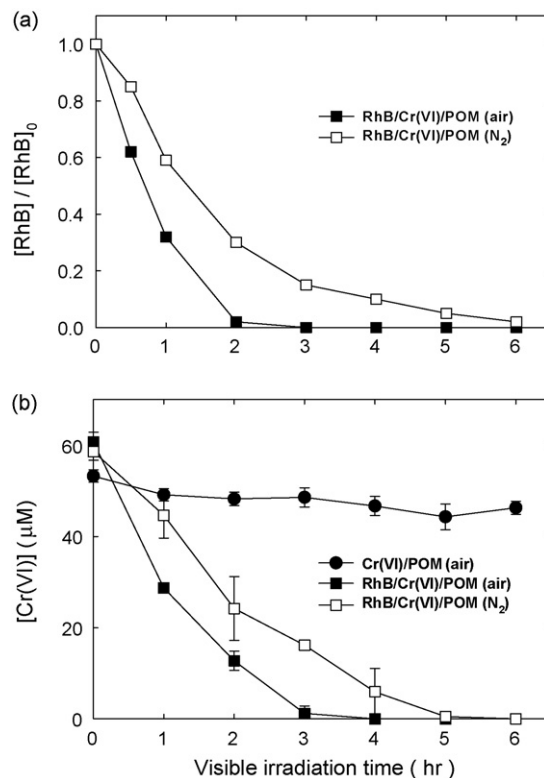 (a)
1.0
0.8
0.6
0.4
0.2
0.0
[RhB] / [RhB]₀
RhB/Cr(VI)/POM (air)
RhB/Cr(VI)/POM (N₂)
0 1 2 3 4 5 6
(b)
60
40
20
0
[Cr(VI)] (μM)
Cr(VI)/POM (air)
RhB/Cr(VI)/POM (air)
RhB/Cr(VI)/POM (N₂)
0 1 2 3 4 5 6
Visible irradiation time ( hr )